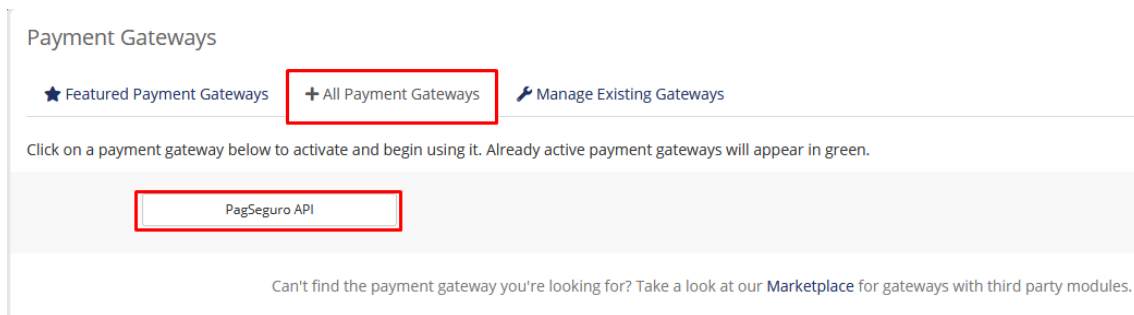 Payment Gateways
Featured Payment Gateways
All Payment Gateways
Manage Existing Gateways
Click on a payment gateway below to activate and begin using it. Already active payment gateways will appear in green.
PagSeguro API
Can't find the payment gateway you're looking for? Take a look at our Marketplace for gateways with third party modules.